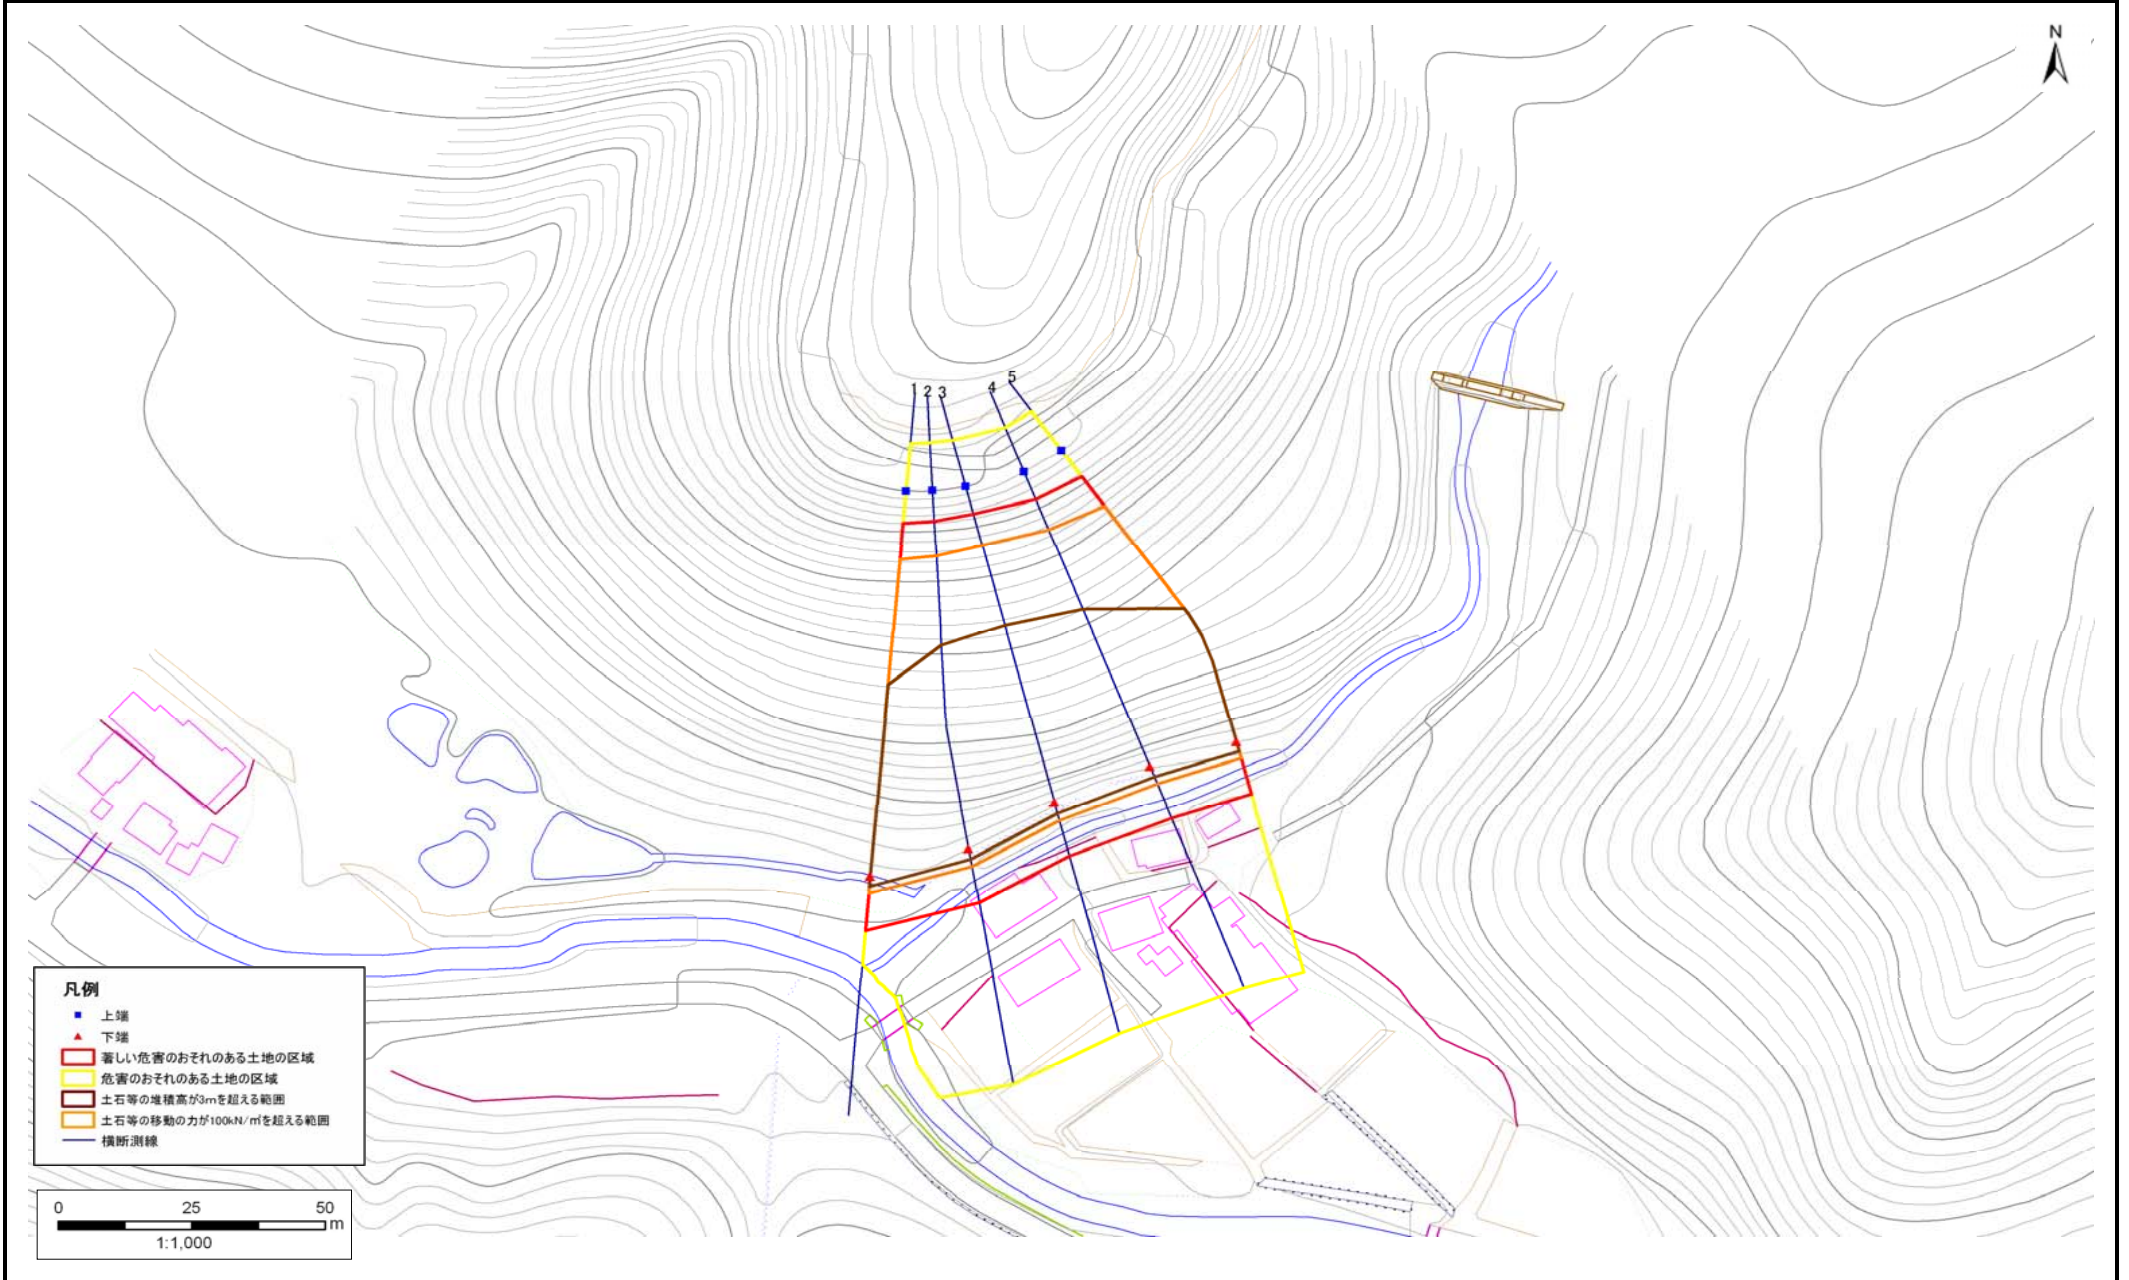 N
1 2 3 4 5
凡例
上端
下端
著しい危害のおそれのある土地の区域
危害のおそれのある土地の区域
土石等の堆積高が3mを超える範囲
土石等の移動の力が100kN/㎡を超える範囲
横断測線
0 25 50
m
1:1,000